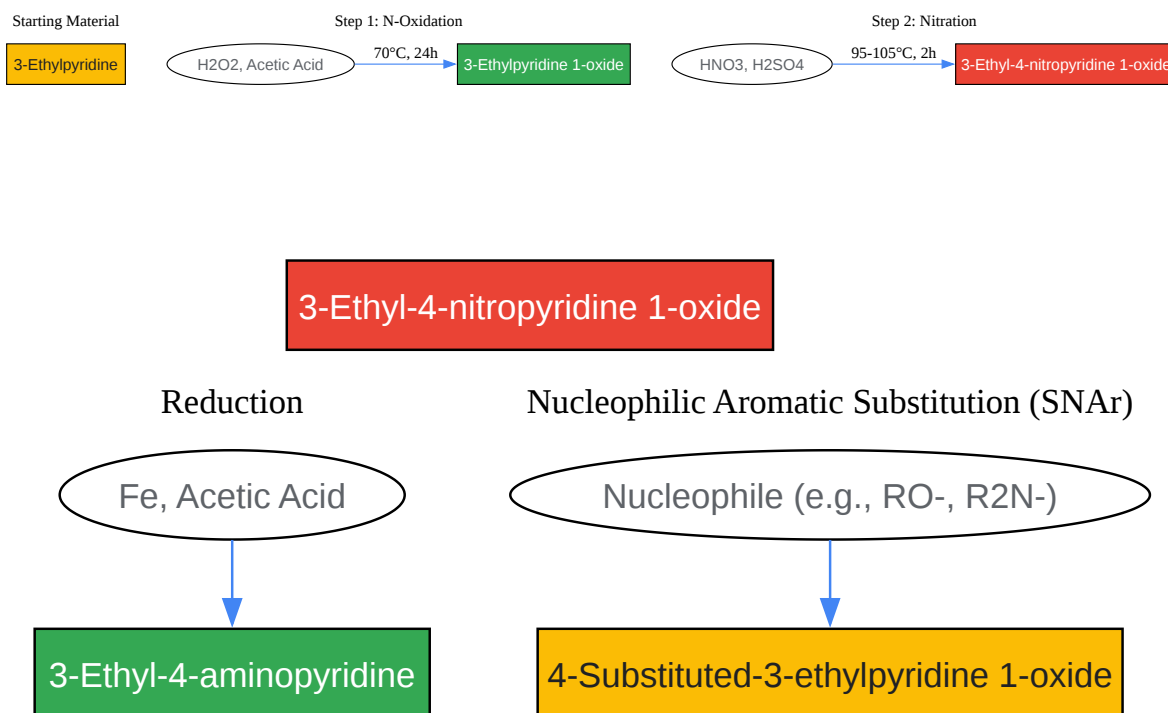 Starting Material
Step 1: N-Oxidation
Step 2: Nitration
3-Ethylpyridine
H2O2, Acetic Acid
70°C, 24h
3-Ethylpyridine 1-oxide
HNO3, H2SO4
95-105°C, 2h
3-Ethyl-4-nitropyridine 1-oxide
3-Ethyl-4-nitropyridine 1-oxide
Reduction
Nucleophilic Aromatic Substitution (SNAr)
Fe, Acetic Acid
Nucleophile (e.g., RO-, R2N-)
3-Ethyl-4-aminopyridine
4-Substituted-3-ethylpyridine 1-oxide